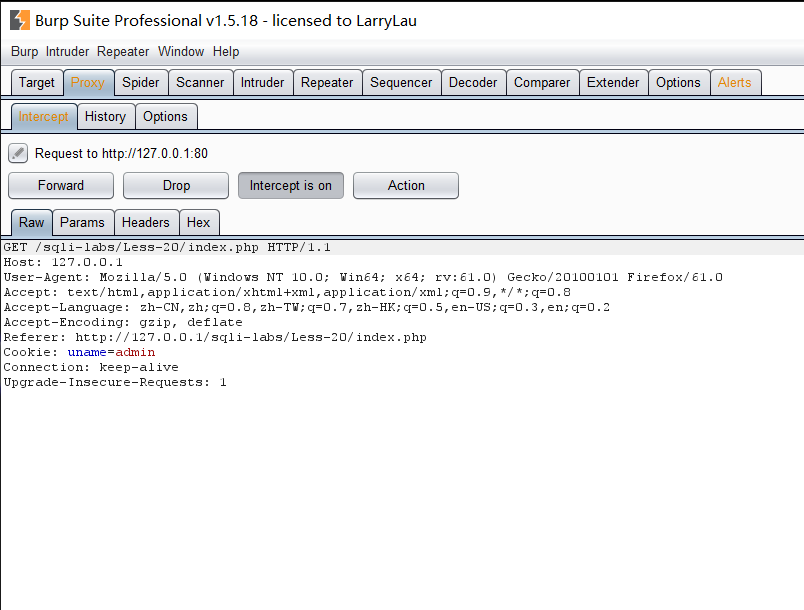 Burp Suite Professional v1.5.18 - licensed to LarryLau
Burp Intruder Repeater Window Help
Target Proxy Spider Scanner Intruder Repeater Sequencer Decoder Comparer Extender Options Alerts
Intercept History Options
Request to http://127.0.0.1:80
Forward Drop Intercept is on Action
Raw Params Headers Hex
GET /sqli-labs/Less-20/index.php HTTP/1.1
Host: 127.0.0.1
User-Agent: Mozilla/5.0 (Windows NT 10.0; Win64; x64; rv:61.0) Gecko/20100101 Firefox/61.0
Accept: text/html,application/xhtml+xml,application/xml;q=0.9,*/*;q=0.8
Accept-Language: zh-CN,zh;q=0.8,zh-TW;q=0.7,zh-HK;q=0.5,en-US;q=0.3,en;q=0.2
Accept-Encoding: gzip, deflate
Referer: http://127.0.0.1/sqli-labs/Less-20/index.php
Cookie: uname=admin
Connection: keep-alive
Upgrade-Insecure-Requests: 1